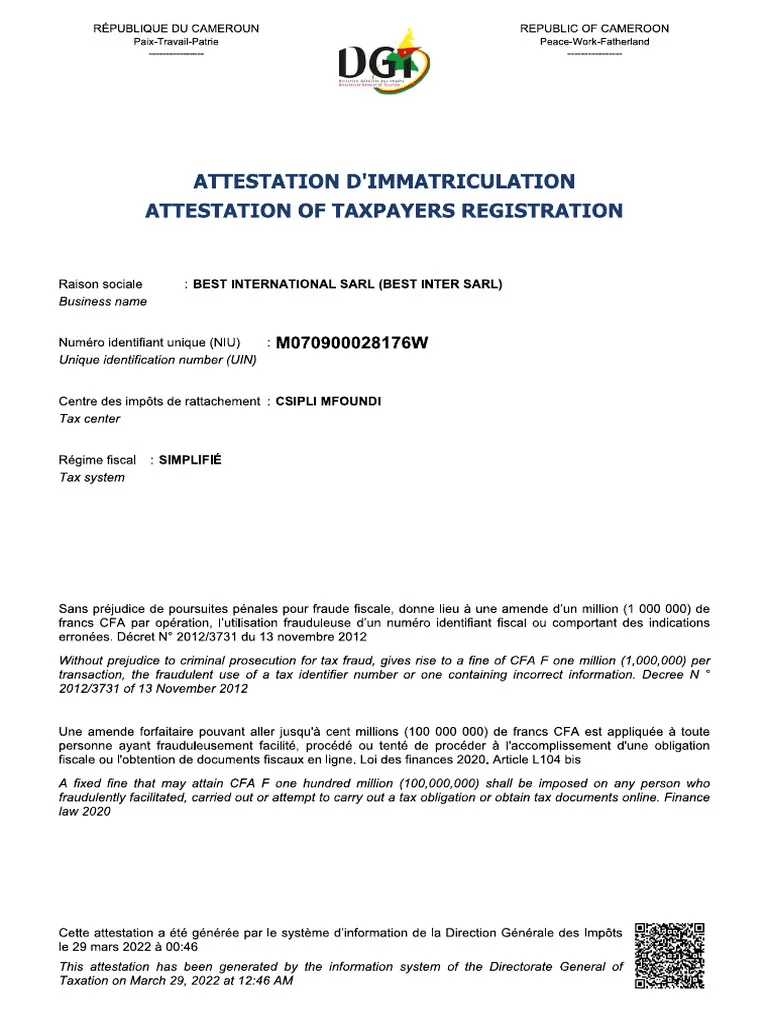 RÉPUBLIQUE DU CAMEROUN
Paix-Travail-Patrie
----------------
REPUBLIC OF CAMEROON
Peace-Work-Fatherland
----------------
DGI
Direction Générale des Impôts
Directorate General of Taxation
ATTESTATION D'IMMATRICULATION
ATTESTATION OF TAXPAYERS REGISTRATION
Raison sociale : BEST INTERNATIONAL SARL (BEST INTER SARL)
Business name
Numéro identifiant unique (NIU) : M070900028176W
Unique identification number (UIN)
Centre des impôts de rattachement : CSIPLI MFOUNDI
Tax center
Régime fiscal : SIMPLIFIÉ
Tax system
Sans préjudice de poursuites pénales pour fraude fiscale, donne lieu à une amende d'un million (1 000 000) de
francs CFA par opération, l'utilisation frauduleuse d'un numéro identifiant fiscal ou comportant des indications
erronées. Décret N° 2012/3731 du 13 novembre 2012
Without prejudice to criminal prosecution for tax fraud, gives rise to a fine of CFA F one million (1,000,000) per
transaction, the fraudulent use of a tax identifier number or one containing incorrect information. Decree N °
2012/3731 of 13 November 2012
Une amende forfaitaire pouvant aller jusqu'à cent millions (100 000 000) de francs CFA est appliquée à toute
personne ayant frauduleusement facilité, procédé ou tenté de procéder à l'accomplissement d'une obligation
fiscale ou l'obtention de documents fiscaux en ligne. Loi des finances 2020. Article L104 bis
A fixed fine that may attain CFA F one hundred million (100,000,000) shall be imposed on any person who
fraudulently facilitated, carried out or attempt to carry out a tax obligation or obtain tax documents online. Finance
law 2020
Cette attestation a été générée par le système d'information de la Direction Générale des Impôts
le 29 mars 2022 à 00:46
This attestation has been generated by the information system of the Directorate General of
Taxation on March 29, 2022 at 12:46 AM